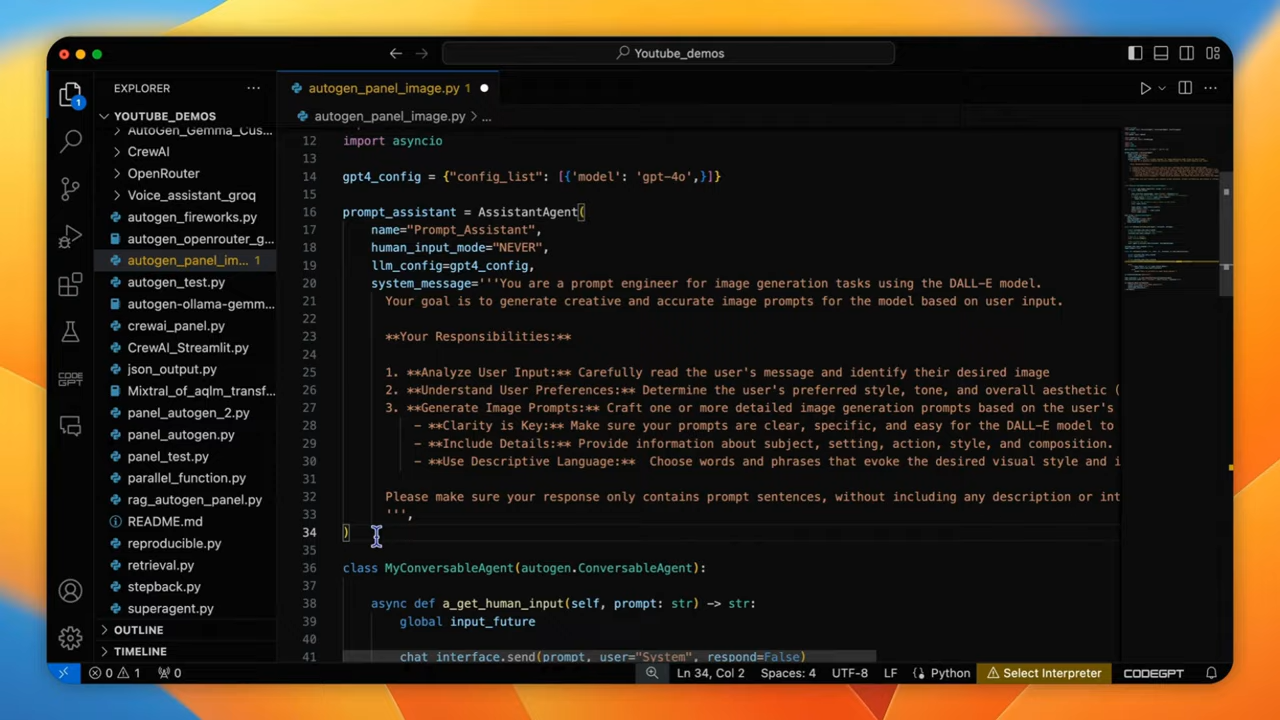 Youtube_demos
EXPLORER
autogen_panel_image.py 1
YOUTUBE_DEMOS
autogen_panel_image.py > ...
AutoGen_Gemma_Cus...
CrewAI
OpenRouter
Voice_assistant_groq
autogen_fireworks.py
autogen_openrouter_g...
autogen_panel_im... 1
autogen_test.py
autogen-ollama-gemm...
crewai_panel.py
CrewAI_Streamlit.py
json_output.py
Mixtral_of_aqlm_transf...
panel_autogen_2.py
panel_autogen.py
panel_test.py
parallel_function.py
rag_autogen_panel.py
README.md
reproducible.py
retrieval.py
stepback.py
superagent.py
OUTLINE
TIMELINE
1
CODE
GPT
12 import asyncio
13
14 gpt4_config = {"config_list": [{'model': 'gpt-4o',}]}
15
16 prompt_assistant = AssistantAgent(
17 name="Prompt_Assistant",
18 human_input_mode="NEVER",
19 llm_config=gpt4_config,
20 system_message='''You are a prompt engineer for image generation tasks using the DALL-E model.
21 Your goal is to generate creative and accurate image prompts for the model based on user input.
22
23 **Your Responsibilities:**
24
25 1. **Analyze User Input:** Carefully read the user's message and identify their desired image
26 2. **Understand User Preferences:** Determine the user's preferred style, tone, and overall aesthetic (
27 3. **Generate Image Prompts:** Craft one or more detailed image generation prompts based on the user's
28 - **Clarity is Key:** Make sure your prompts are clear, specific, and easy for the DALL-E model to
29 - **Include Details:** Provide information about subject, setting, action, style, and composition.
30 - **Use Descriptive Language:** Choose words and phrases that evoke the desired visual style and i
31
32 Please make sure your response only contains prompt sentences, without including any description or int
33 ''',
34 )
35
36 class MyConversableAgent(autogen.ConversableAgent):
37
38 async def a_get_human_input(self, prompt: str) -> str:
39 global input_future
40
41 chat_interface.send(prompt, user="System", respond=False)
0 1 0 Ln 34, Col 2 Spaces: 4 UTF-8 LF Python Select Interpreter CODEGPT